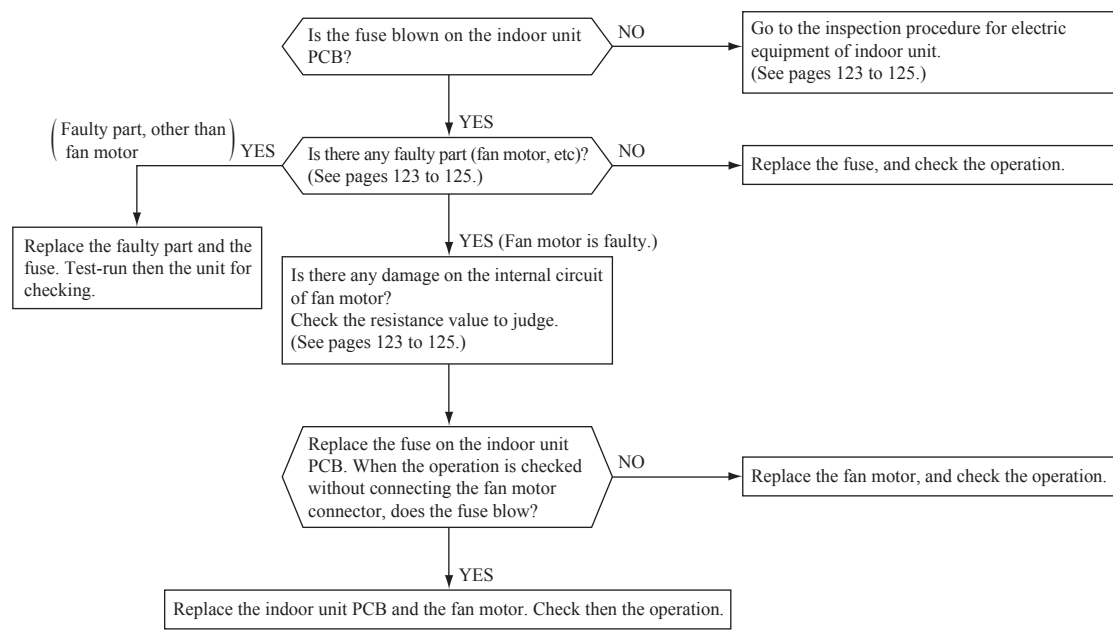 Is the fuse blown on the indoor unit
PCB?
NO
Go to the inspection procedure for electric
equipment of indoor unit.
(See pages 123 to 125.)
YES
(Faulty part, other than
fan motor)
YES
Is there any faulty part (fan motor, etc)?
(See pages 123 to 125.)
NO
Replace the fuse, and check the operation.
Replace the faulty part and the
fuse. Test-run then the unit for
checking.
YES (Fan motor is faulty.)
Is there any damage on the internal circuit
of fan motor?
Check the resistance value to judge.
(See pages 123 to 125.)
Replace the fuse on the indoor unit
PCB. When the operation is checked
without connecting the fan motor
connector, does the fuse blow?
NO
Replace the fan motor, and check the operation.
YES
Replace the indoor unit PCB and the fan motor. Check then the operation.